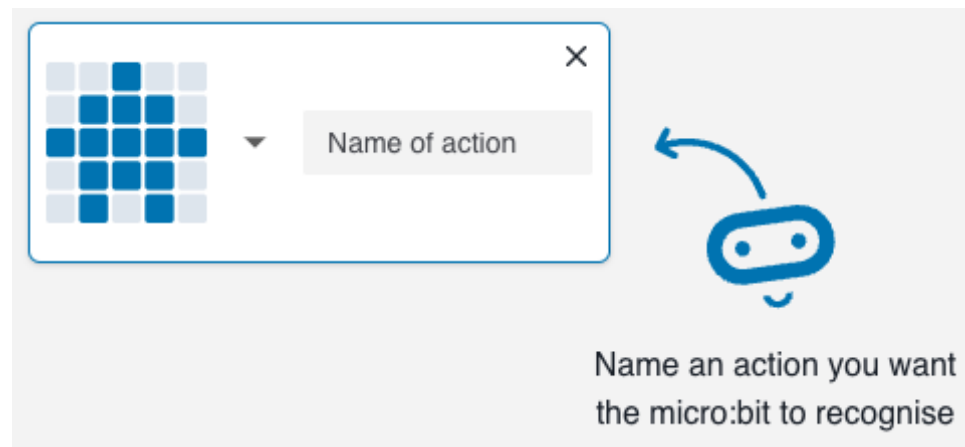 Name of action
Name an action you want
the micro:bit to recognise